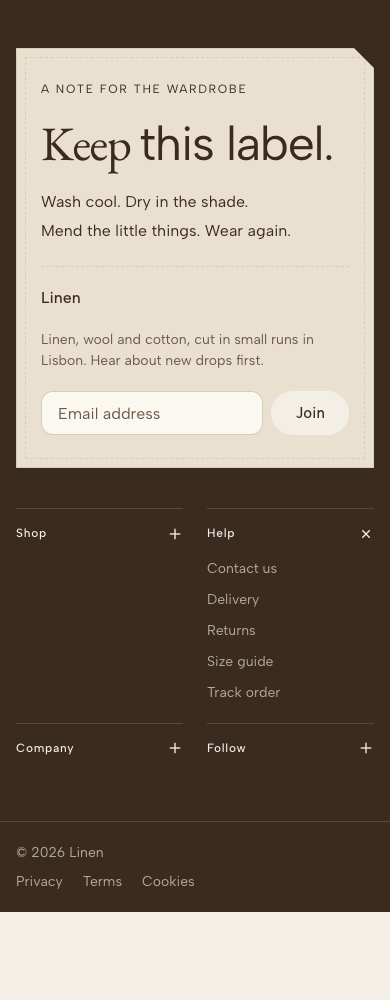 A NOTE FOR THE WARDROBE
Keep this label.
Wash cool. Dry in the shade.
Mend the little things. Wear again.
Linen
Linen, wool and cotton, cut in small runs in
Lisbon. Hear about new drops first.
Email address
Join
Shop
Help
Contact us
Delivery
Returns
Size guide
Track order
Company
Follow
© 2026 Linen
Privacy Terms Cookies